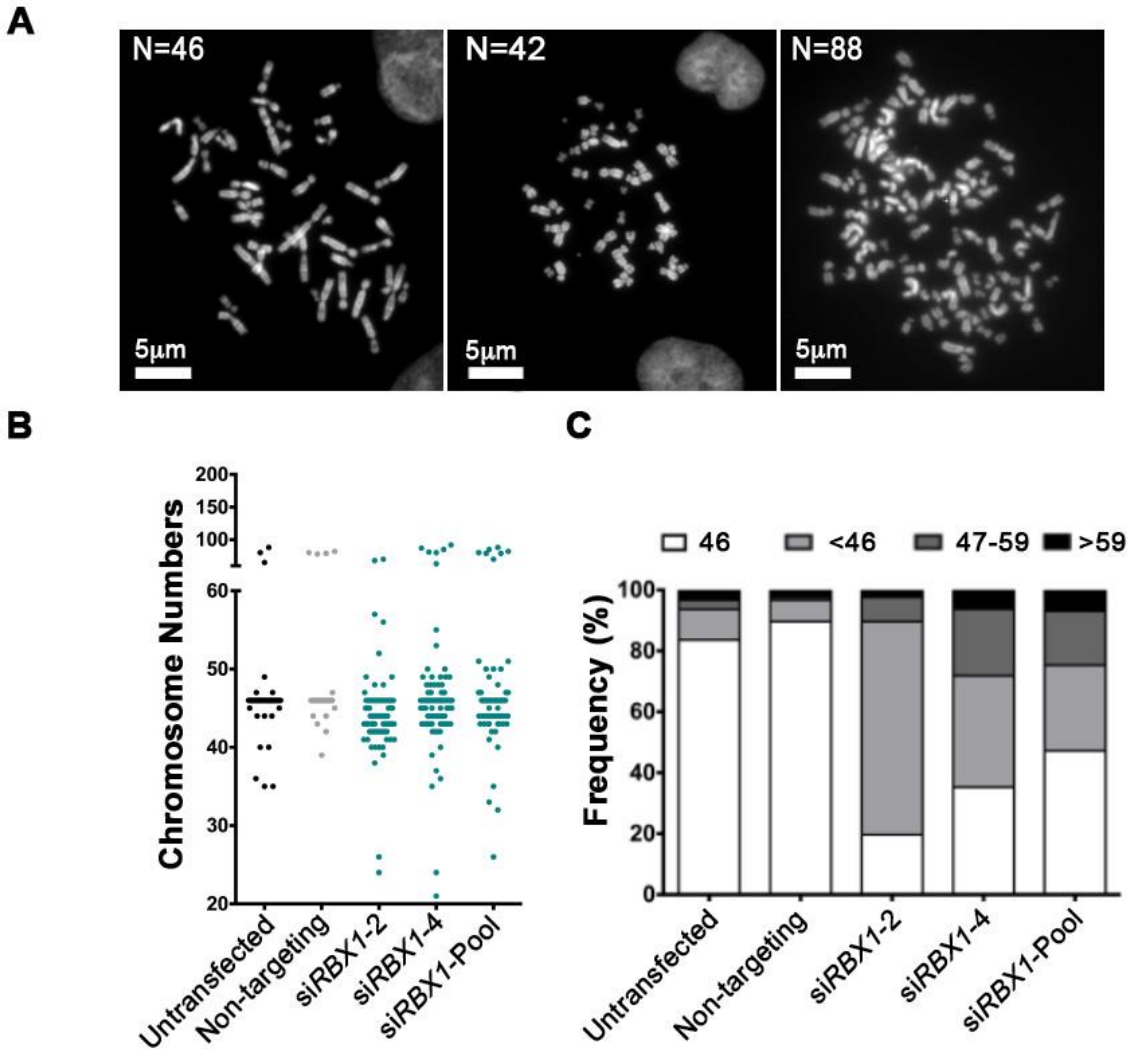 A
N=46
N=42
N=88
5μm
5μm
5μm
B
C
Chromosome Numbers
200
150
100
60
50
40
30
20
Untransfected
Non-targeting
siRBX1-2
siRBX1-4
siRBX1-Pool
46
<46
47-59
>59
Frequency (%)
100
80
60
40
20
0
Untransfected
Non-targeting
siRBX1-2
siRBX1-4
siRBX1-Pool